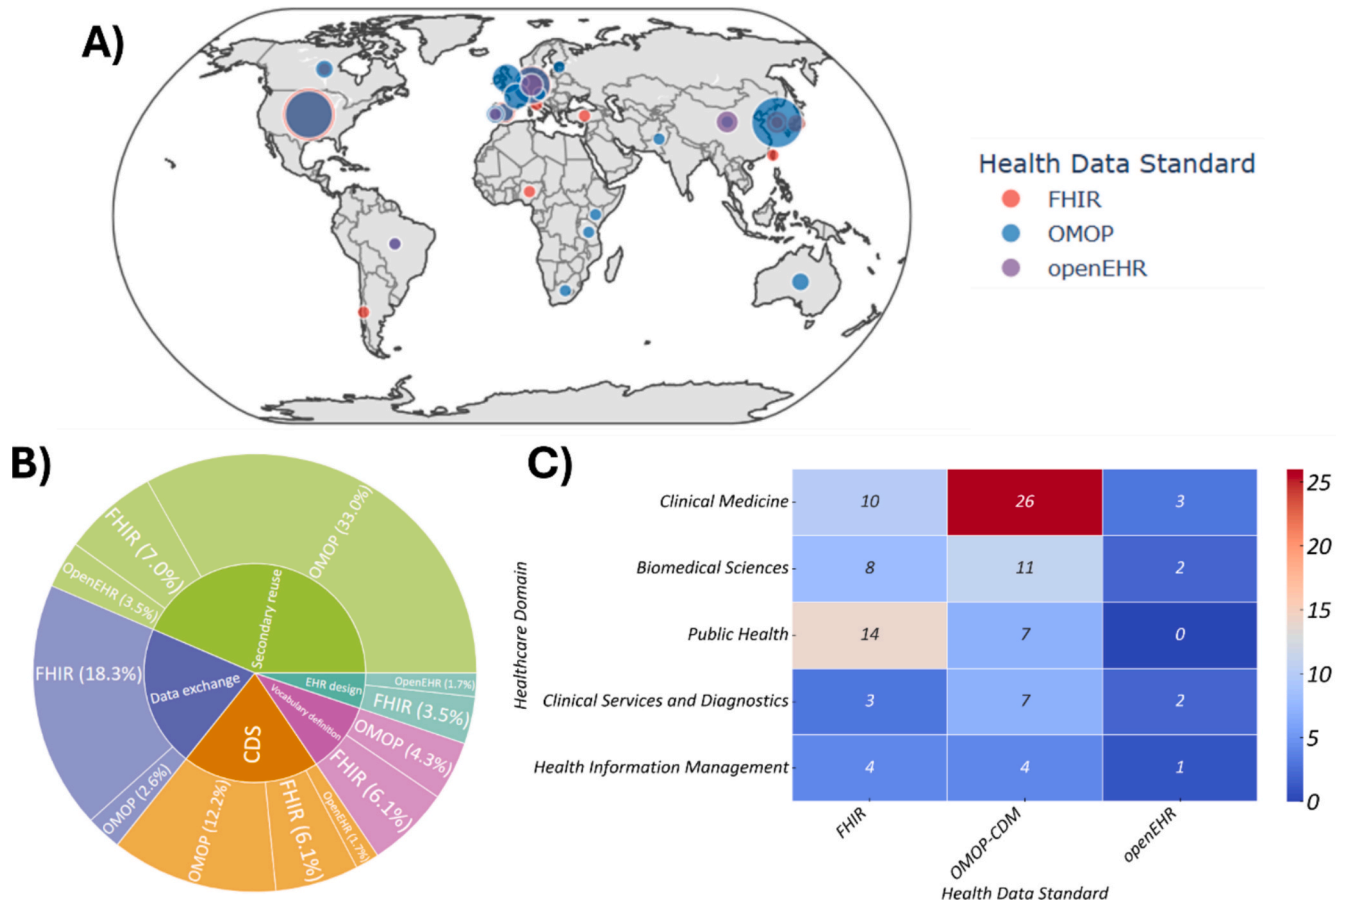 A)
Health Data Standard
FHIR
OMOP
openEHR
B)
OMOP (33.0%)
FHIR (7.0%)
OpenEHR (3.5%)
Secondary reuse
FHIR (18.3%)
Data exchange
OMOP (2.6%)
CDS
OMOP (12.2%)
FHIR (6.1%)
OpenEHR (1.7%)
Vocabulary definition
FHIR (6.1%)
OMOP (4.3%)
EHR design
FHIR (3.5%)
OpenEHR (1.7%)
C)
Healthcare Domain
Clinical Medicine
10 26 3
Biomedical Sciences
8 11 2
Public Health
14 7 0
Clinical Services and Diagnostics
3 7 2
Health Information Management
4 4 1
FHIR
OMOP-CDM
openEHR
Health Data Standard
25
20
15
10
5
0